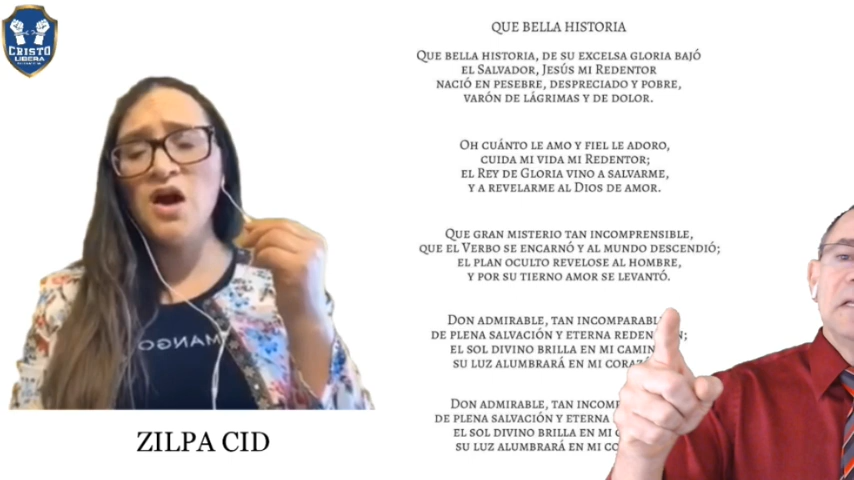 CRISTO
LIBERA
QUE BELLA HISTORIA
QUE BELLA HISTORIA, DE SU EXCELSA GLORIA BAJÓ
EL SALVADOR, JESÚS MI REDENTOR
NACIÓ EN PESEBRE, DESPRECIADO Y POBRE,
VARÓN DE LÁGRIMAS Y DE DOLOR.
OH CUÁNTO LE AMO Y FIEL LE ADORO,
CUIDA MI VIDA MI REDENTOR;
EL REY DE GLORIA VINO A SALVARME,
Y A REVELARME AL DIOS DE AMOR.
QUE GRAN MISTERIO TAN INCOMPRENSIBLE,
QUE EL VERBO SE ENCARNÓ Y AL MUNDO DESCENDIÓ;
EL PLAN OCULTO REVELOSE AL HOMBRE,
Y POR SU TIERNO AMOR SE LEVANTÓ.
DON ADMIRABLE, TAN INCOMPARABL
DE PLENA SALVACIÓN Y ETERNA REDEN
EL SOL DIVINO BRILLA EN MI CAMIN
SU LUZ ALUMBRARÁ EN MI CORAZÓ
DON ADMIRABLE, TAN INCOM
DE PLENA SALVACIÓN Y ETERNA
EL SOL DIVINO BRILLA EN MI
SU LUZ ALUMBRARÁ EN MI CO
MANGO
ZILPA CID